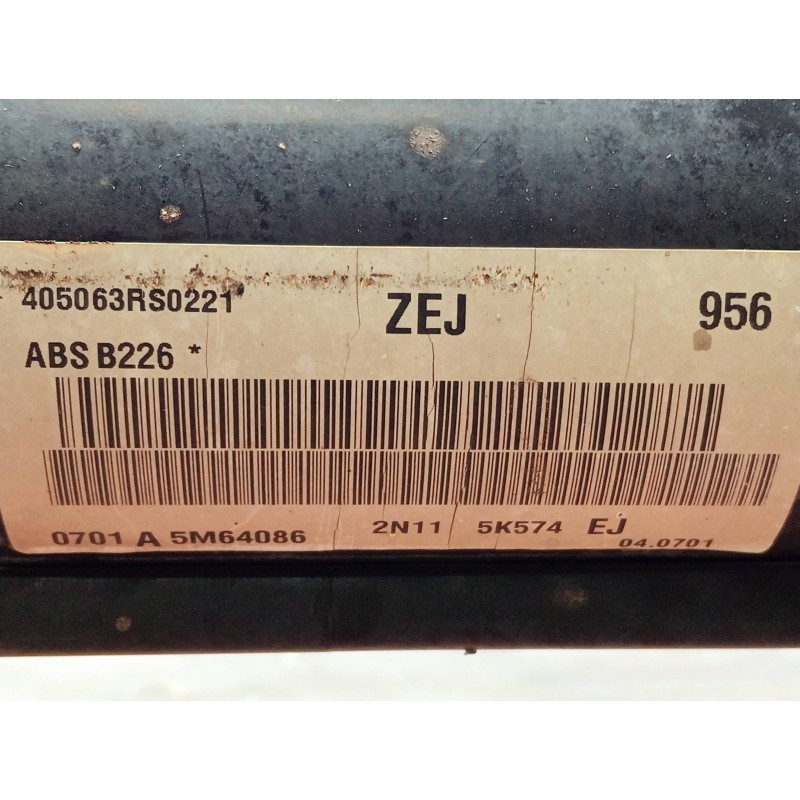 405063RS0221 ZEJ 956
ABS B226 *
0701 A 5M64086 2N11 5K574 EJ
04.0701